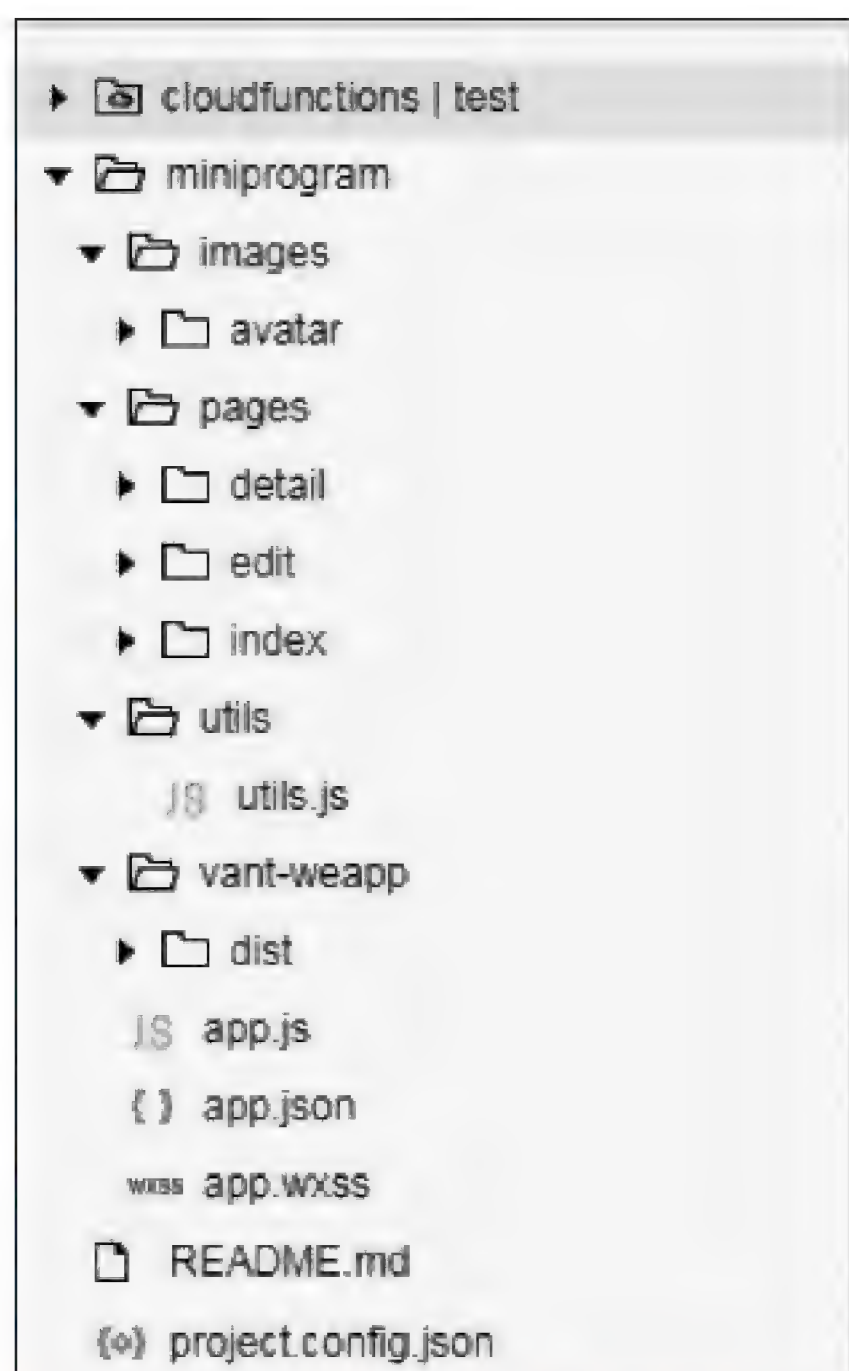 cloudfunctions | test
miniprogram
images
avatar
pages
detail
edit
index
utils
JS utils.js
vant-weapp
dist
JS app.js
{ } app.json
wxss app.wxss
README.md
{o} project.config.json